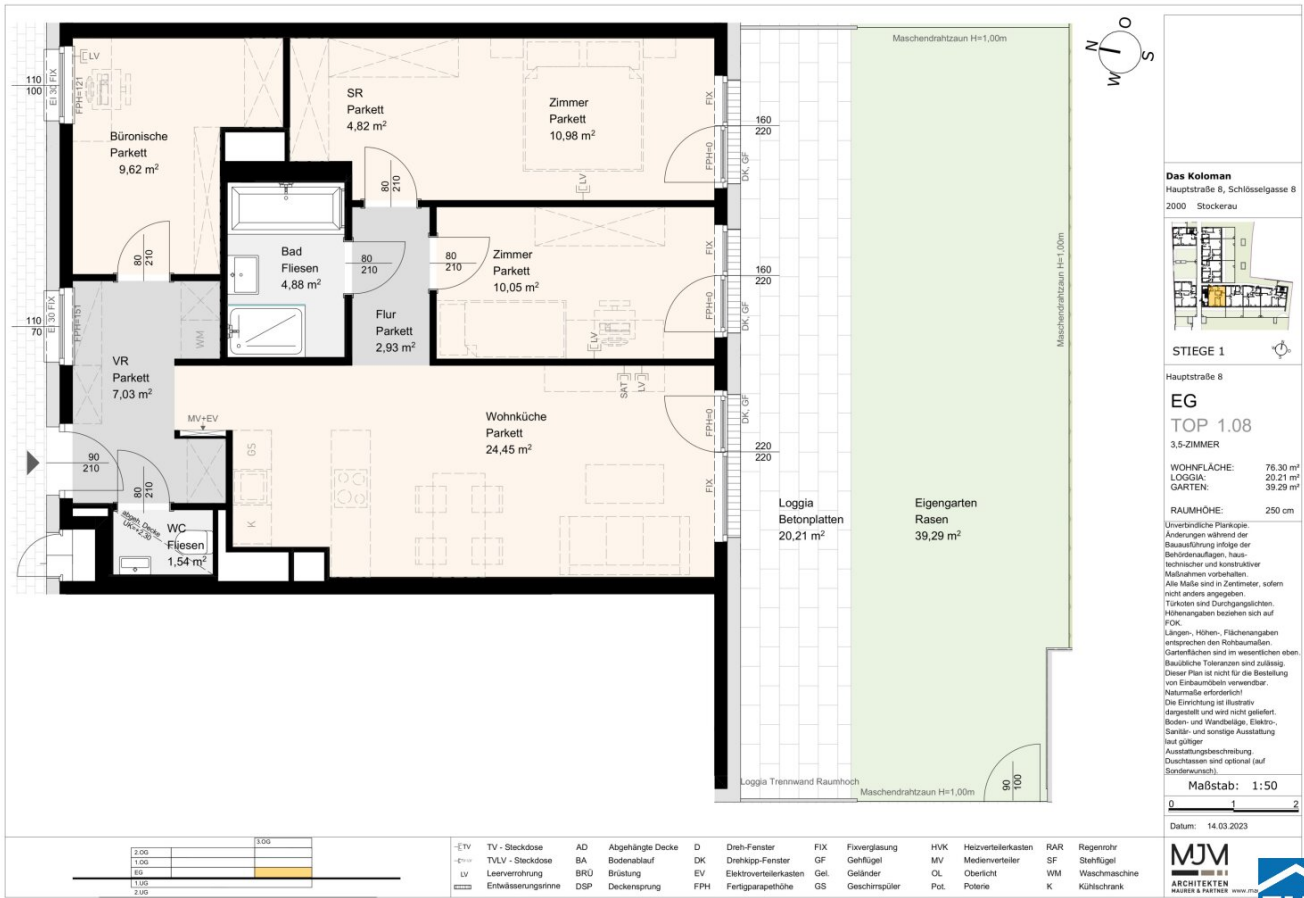 Maschendrahtzaun H=1,00m
N
O
S
W
LV
110
100
EI 30 FIX
FPH=121
Büronische
Parkett
9,62 m²
SR
Parkett
4,82 m²
Zimmer
Parkett
10,98 m²
LV
FIX
160
220
FPH=0
DK, GF
80
210
80
210
Bad
Fliesen
4,88 m²
80
210
80
210
Zimmer
Parkett
10,05 m²
LV
FIX
160
220
FPH=0
DK, GF
Flur
Parkett
2,93 m²
110
70
EI 30 FIX
FPH=151
WM
VR
Parkett
7,03 m²
MV+EV
SAT
LV
Wohnküche
Parkett
24,45 m²
FPH=0
DK, GF
220
220
FIX
GS
K
90
210
80
210
abgeh. Decke
UK=+2,30
WC
Fliesen
1,54 m²
Loggia
Betonplatten
20,21 m²
Eigengarten
Rasen
39,29 m²
Maschendrahtzaun H=1,00m
Loggia Trennwand Raumhoch
Maschendrahtzaun H=1,00m
90
100
Das Koloman
Hauptstraße 8, Schlösselgasse 8
2000 Stockerau
STIEGE 1
Hauptstraße 8
EG
TOP 1.08
3,5-ZIMMER
WOHNFLÄCHE: 76.30 m²
LOGGIA: 20.21 m²
GARTEN: 39.29 m²
RAUMHÖHE: 250 cm
Unverbindliche Plankopie.
Änderungen während der
Bauausführung infolge der
Behördenauflagen, haus-
technischer und konstruktiver
Maßnahmen vorbehalten.
Alle Maße sind in Zentimeter, sofern
nicht anders angegeben.
Türkoten sind Durchgangslichten.
Höhenangaben beziehen sich auf
FOK.
Längen-, Höhen-, Flächenangaben
entsprechen den Rohbaumaßen.
Gartenflächen sind im wesentlichen eben.
Bauübliche Toleranzen sind zulässig.
Dieser Plan ist nicht für die Bestellung
von Einbaumöbeln verwendbar.
Naturmaße erforderlich!
Die Einrichtung ist illustrativ
dargestellt und wird nicht geliefert.
Boden- und Wandbeläge, Elektro-,
Sanitär- und sonstige Ausstattung
laut gültiger
Ausstattungsbeschreibung.
Duschtassen sind optional (auf
Sonderwunsch).
Maßstab: 1:50
0 1 2
Datum: 14.03.2023
MJM
ARCHITEKTEN
MAURER & PARTNER
3.OG
2.OG
1.OG
EG
1.UG
2.UG
TV TV - Steckdose AD Abgehängte Decke D Dreh-Fenster FIX Fixverglasung HVK Heizverteilerkasten RAR Regenrohr
TVLV - Steckdose BA Bodenablauf DK Drehkipp-Fenster GF Gehflügel MV Medienverteiler SF Stehflügel
LV Leerverrohrung BRÜ Brüstung EV Elektroverteilerkasten Gel. Geländer OL Oberlicht WM Waschmaschine
Entwässerungsrinne DSP Deckensprung FPH Fertigparapethöhe GS Geschirrspüler Pot. Poterie K Kühlschrank